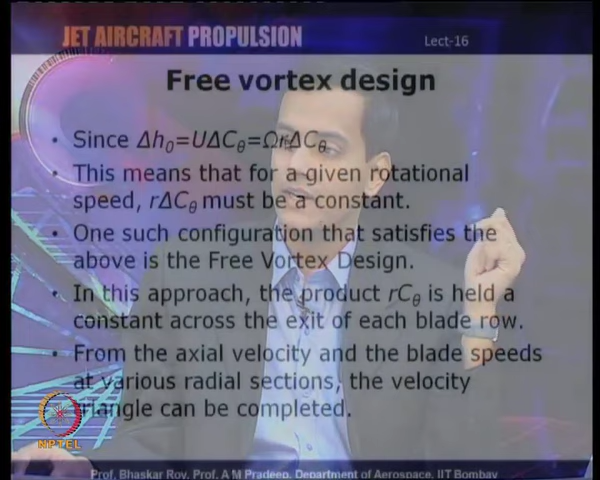 JET AIRCRAFT PROPULSION
Lect-16
Free vortex design
• Since Δh₀=UΔC_θ=ΩrΔC_θ.
• This means that for a given rotational
speed, rΔC_θ must be a constant.
• One such configuration that satisfies the
above is the Free Vortex Design.
• In this approach, the product rC_θ is held a
constant across the exit of each blade row.
• From the axial velocity and the blade speeds
at various radial sections, the velocity
triangle can be completed.
NPTEL
Prof. Bhaskar Roy, Prof. A M Pradeep, Department of Aerospace, IIT Bombay